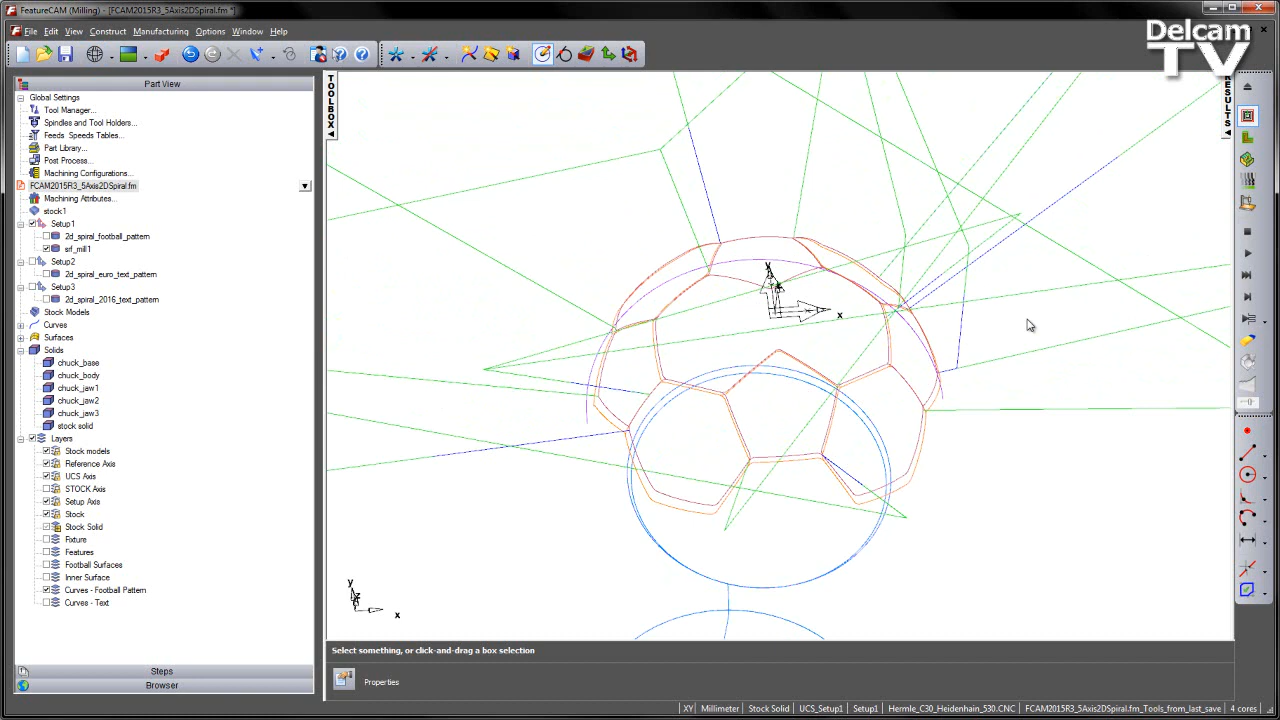 FeatureCAM (Milling) - [FCAM2015R3_5Axis2DSpiral.fm *]
Delcam
TV
File Edit View Construct Manufacturing Options Window Help
Part View
Global Settings
Tool Manager...
Spindles and Tool Holders...
Feeds Speeds Tables...
Part Library...
Post Process...
Machining Configurations...
FCAM2015R3_5Axis2DSpiral.fm
Machining Attributes...
stock1
Setup1
2d_spiral_football_pattern
srf_mill1
Setup2
2d_spiral_euro_text_pattern
Setup3
2d_spiral_2016_text_pattern
Stock Models
Curves
Surfaces
Solids
chuck_base
chuck_body
chuck_jaw1
chuck_jaw2
chuck_jaw3
stock solid
Layers
Stock models
Reference Axis
UCS Axis
STOCK Axis
Setup Axis
Stock
Stock Solid
Fixture
Features
Football Surfaces
Inner Surface
Curves - Football Pattern
Curves - Text
Steps
Browser
TOOLBOX
RESULTS
x
y
x
Select something, or click-and-drag a box selection
Properties
XY Millimeter Stock Solid UCS_Setup1 Setup1 Hermle_C30_Heidenhain_530.CNC FCAM2015R3_5Axis2DSpiral.fm_Tools_from_last_save 4 cores